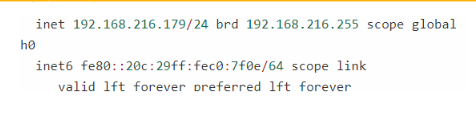 inet 192.168.216.179/24 brd 192.168.216.255 scope global
h0
inet6 fe80::20c:29ff:fec0:7f0e/64 scope link
valid lft forever preferred lft forever